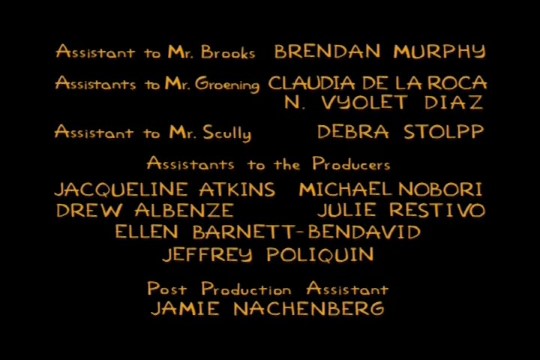 Assistant to Mr. Brooks BRENDAN MURPHY
Assistants to Mr. Groening CLAUDIA DE LA ROCA
N. VYOLET DIAZ
Assistant to Mr. Scully DEBRA STOLPP
Assistants to the Producers
JACQUELINE ATKINS MICHAEL NOBORI
DREW ALBENZE JULIE RESTIVO
ELLEN BARNETT-BENDAVID
JEFFREY POLIQUIN
Post Production Assistant
JAMIE NACHENBERG